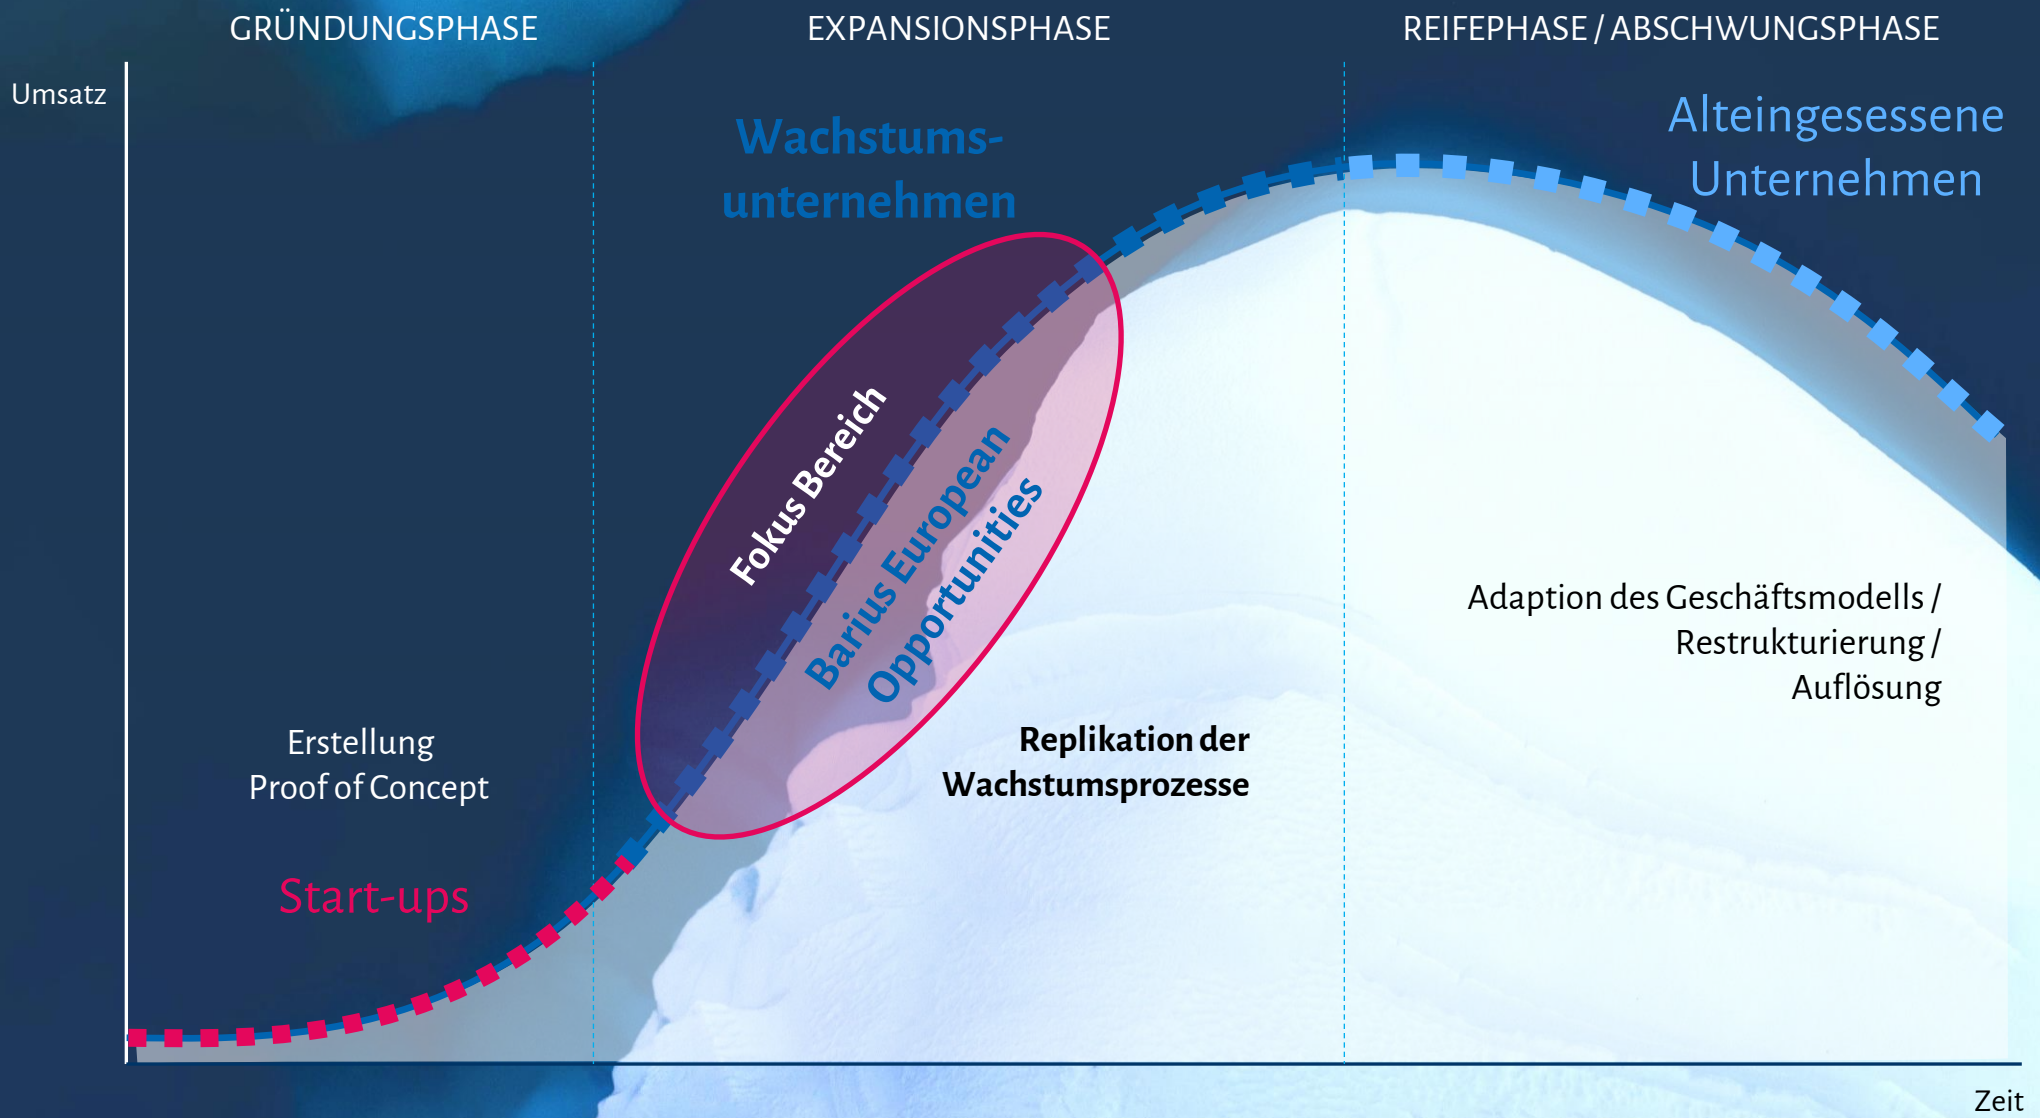 GRÜNDUNGSPHASE
EXPANSIONSPHASE
REIFEPHASE / ABSCHWUNGSPHASE
Umsatz
Wachstums-
unternehmen
Alteingesessene
Unternehmen
Fokus Bereich
Barius European
Opportunities
Adaption des Geschäftsmodells /
Restrukturierung /
Auflösung
Erstellung
Proof of Concept
Replikation der
Wachstumsprozesse
Start-ups
Zeit